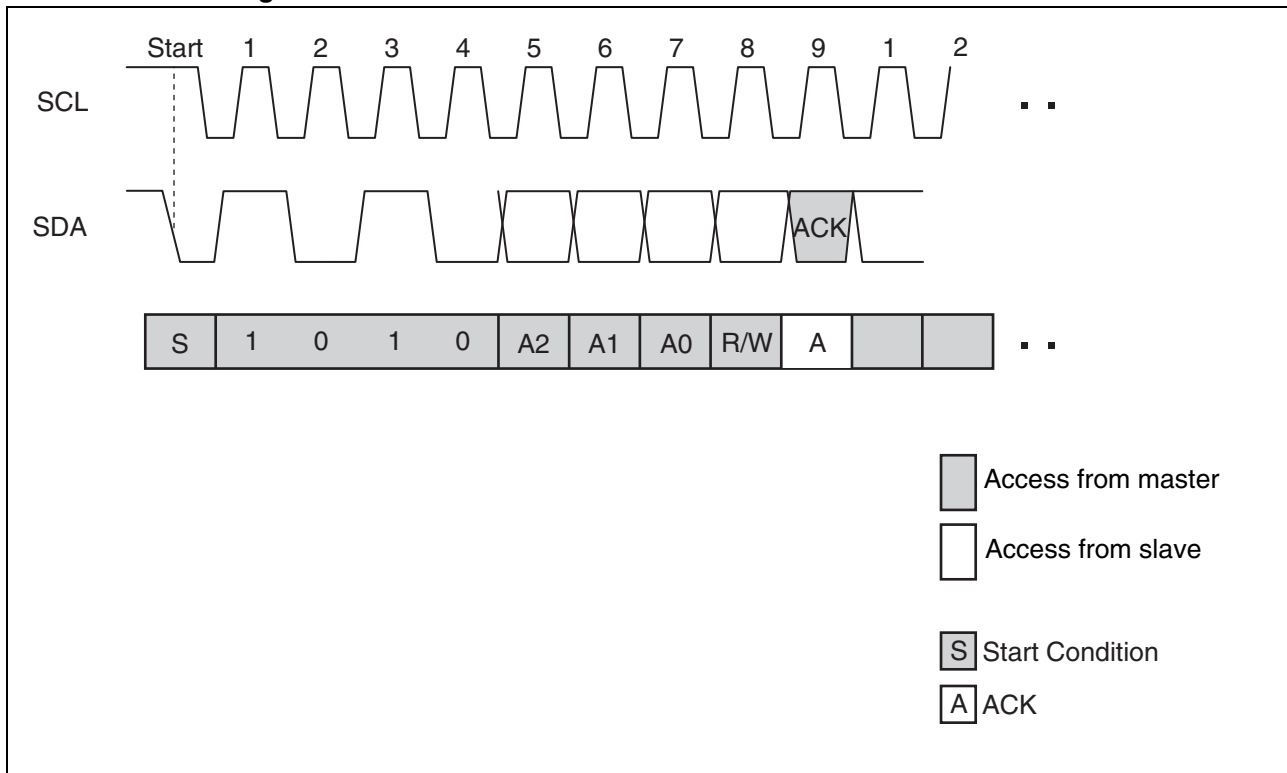 Start 1 2 3 4 5 6 7 8 9 1 2
SCL
SDA
ACK
S 1 0 1 0 A2 A1 A0 R/W A
Access from master
Access from slave
S Start Condition
A ACK